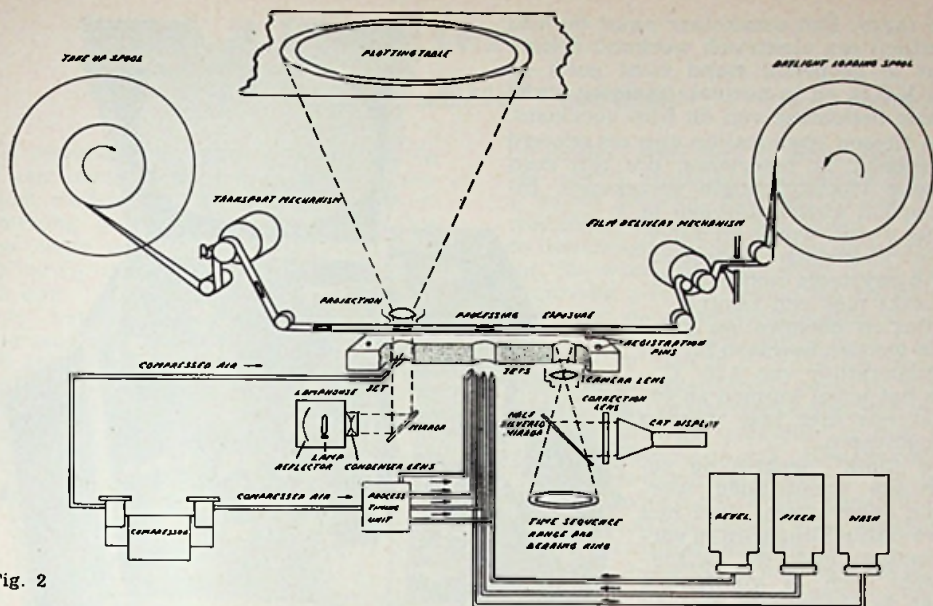 PLOTTING TABLE
TAKE UP SPOOL
DAYLIGHT LOADING SPOOL
TRANSPORT MECHANISM
FILM DELIVERY MECHANISM
PROJECTION
PROCESSING
EXPOSURE
REGISTRATION
PINS
COMPRESSED AIR →
JET
JETS
CAMERA LENS
LAMPHOUSE
MIRROR
HALF
SILVERED
MIRROR
CORRECTION
LENS
CRT DISPLAY
LAMP
REFLECTOR
CONDENSER LENS
COMPRESSED AIR →
PROCESS
TIMING
UNIT
COMPRESSOR
TIME SEQUENCE
RANGE AND
BEARING RING
DEVEL.
FIXER
WASH
Fig. 2